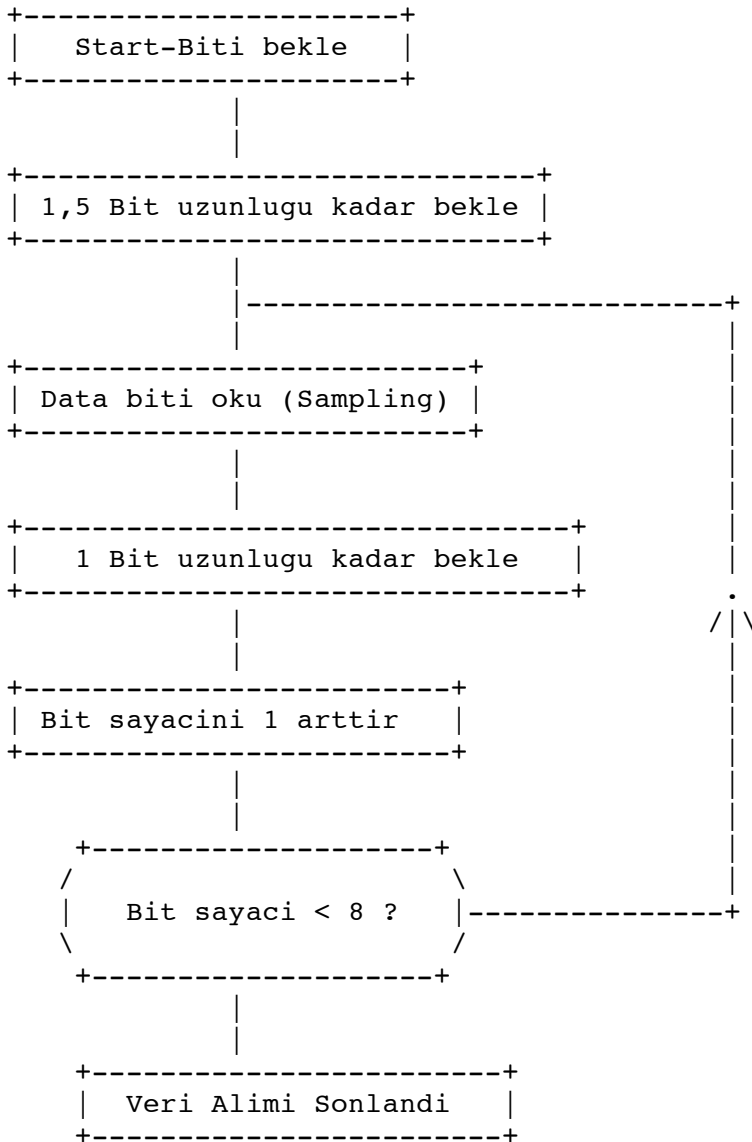 Start-Biti bekle
1,5 Bit uzunlugu kadar bekle
Data biti oku (Sampling)
1 Bit uzunlugu kadar bekle
Bit sayacini 1 arttir
Bit sayaci < 8 ?
Veri Alimi Sonlandi